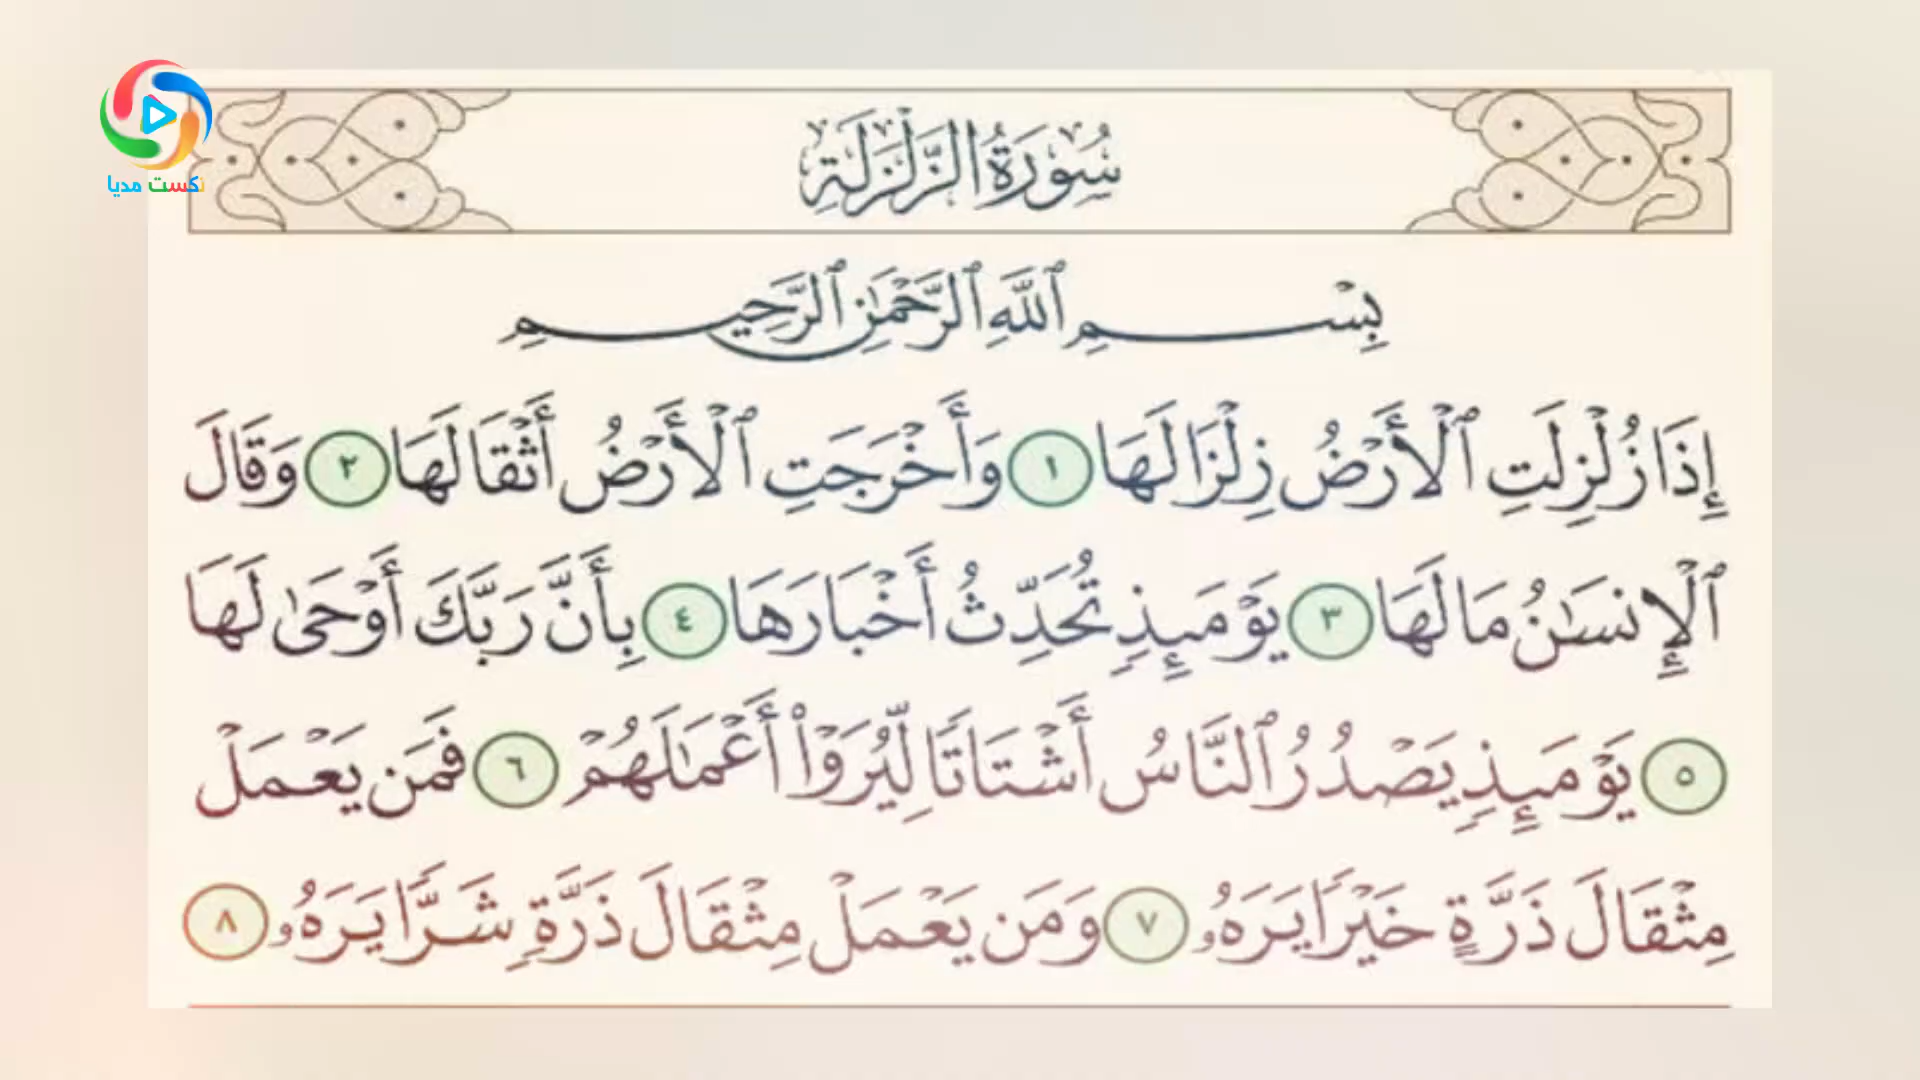 نكست مديا
سُورَةُ الزَّلْزَلَةِ
بِسْمِ ٱللَّهِ ٱلرَّحْمَٰنِ ٱلرَّحِيمِ
إِذَا زُلْزِلَتِ ٱلْأَرْضُ زِلْزَالَهَا ١ وَأَخْرَجَتِ ٱلْأَرْضُ أَثْقَالَهَا ٢ وَقَالَ
ٱلْإِنسَٰنُ مَا لَهَا ٣ يَوْمَئِذٍ تُحَدِّثُ أَخْبَارَهَا ٤ بِأَنَّ رَبَّكَ أَوْحَىٰ لَهَا
٥ يَوْمَئِذٍ يَصْدُرُ ٱلنَّاسُ أَشْتَاتًا لِّيُرَوْا۟ أَعْمَٰلَهُمْ ٦ فَمَن يَعْمَلْ
مِثْقَالَ ذَرَّةٍ خَيْرًا يَرَهُۥ ٧ وَمَن يَعْمَلْ مِثْقَالَ ذَرَّةٍ شَرًّا يَرَهُۥ ٨